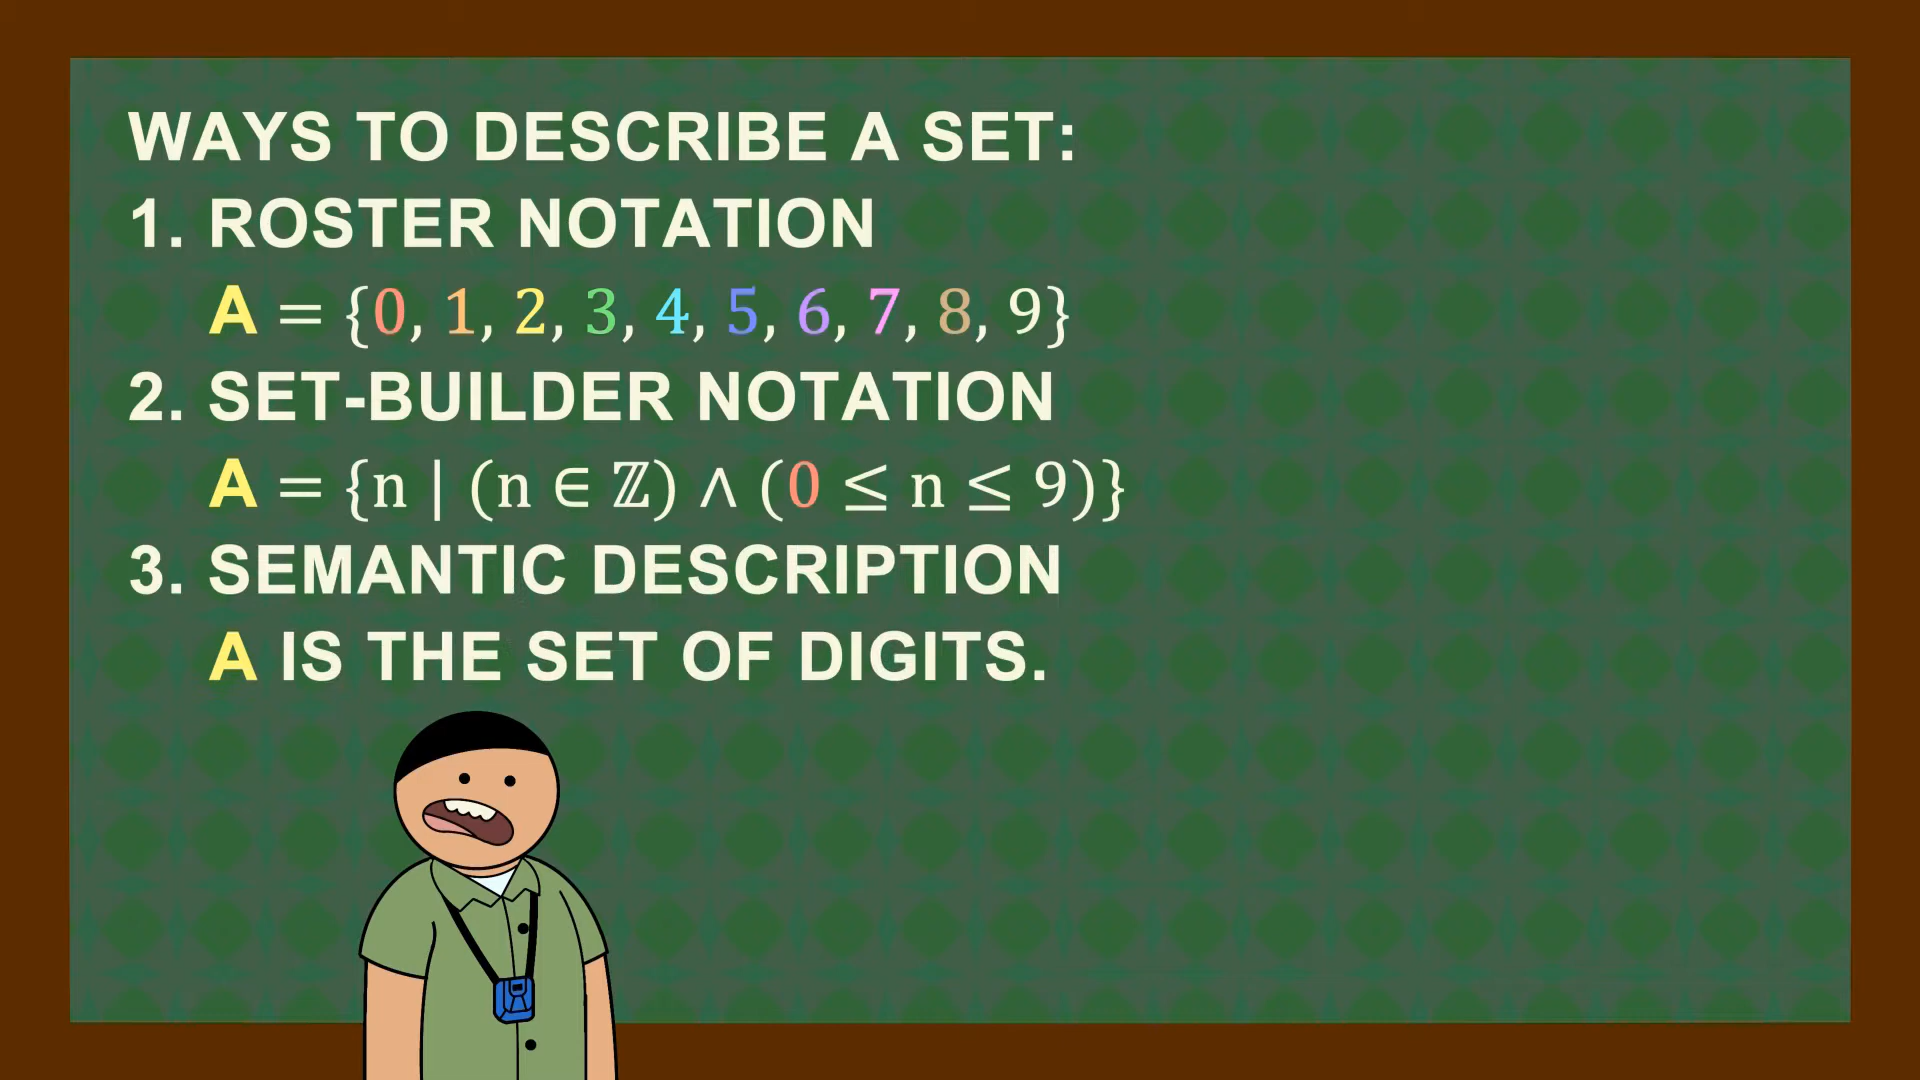 WAYS TO DESCRIBE A SET:
1. ROSTER NOTATION
A = {0, 1, 2, 3, 4, 5, 6, 7, 8, 9}
2. SET-BUILDER NOTATION
A = {n | (n ∈ ℤ) ∧ (0 ≤ n ≤ 9)}
3. SEMANTIC DESCRIPTION
A IS THE SET OF DIGITS.